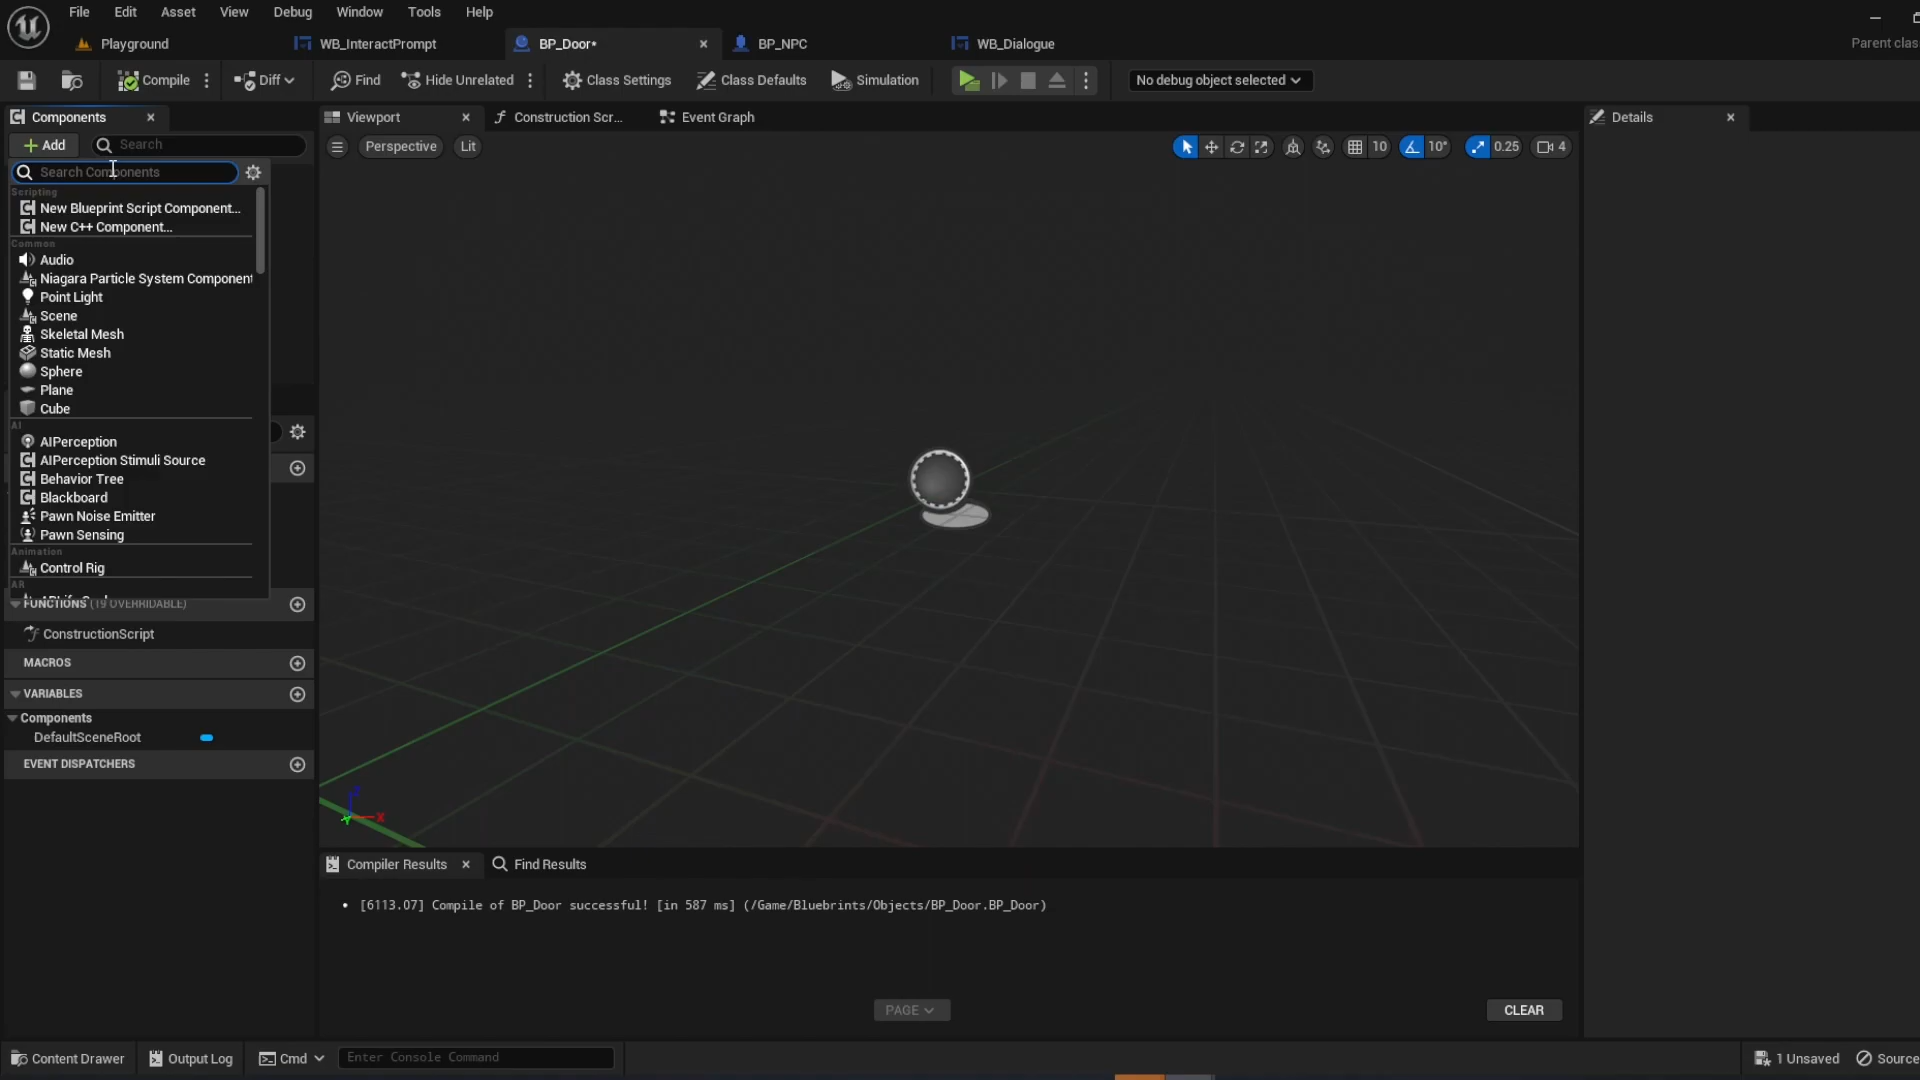 File Edit Asset View Debug Window Tools Help
Playground WB_InteractPrompt BP_Door* BP_NPC WB_Dialogue Parent clas
Compile Diff Find Hide Unrelated Class Settings Class Defaults Simulation No debug object selected
Components Viewport Construction Scr... Event Graph Details
Add Search Perspective Lit 10 10° 0.25 4
Search Components
Scripting
New Blueprint Script Component...
New C++ Component...
Common
Audio
Niagara Particle System Component
Point Light
Scene
Skeletal Mesh
Static Mesh
Sphere
Plane
Cube
AI
AIPerception
AIPerception Stimuli Source
Behavior Tree
Blackboard
Pawn Noise Emitter
Pawn Sensing
Animation
Control Rig
AR
FUNCTIONS (19 OVERRIDABLE)
ConstructionScript
MACROS
VARIABLES
Components
DefaultSceneRoot
EVENT DISPATCHERS
Z
X
Y
Compiler Results Find Results
• [6113.07] Compile of BP_Door successful! [in 587 ms] (/Game/Bluebrints/Objects/BP_Door.BP_Door)
PAGE CLEAR
Content Drawer Output Log Cmd Enter Console Command 1 Unsaved Source